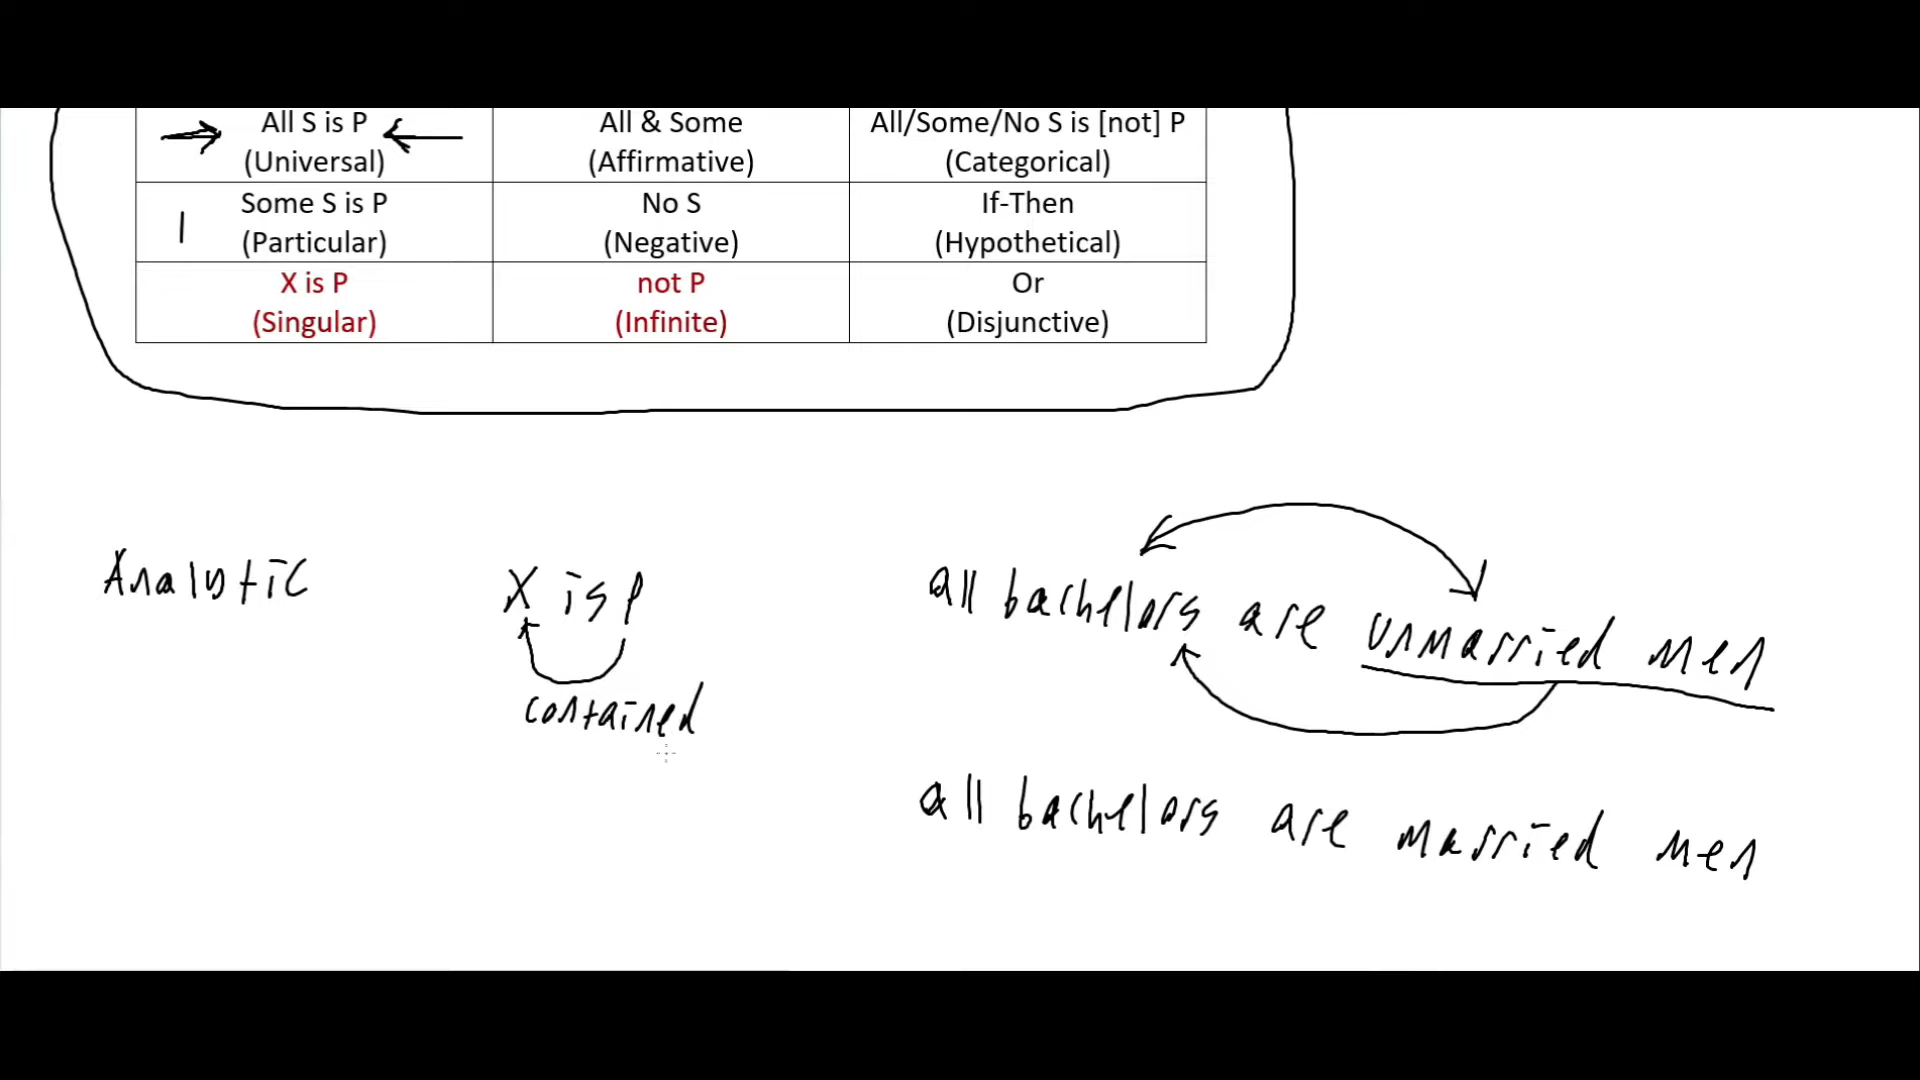 All S is P
(Universal)
All & Some
(Affirmative)
All/Some/No S is [not] P
(Categorical)
Some S is P
(Particular)
No S
(Negative)
If-Then
(Hypothetical)
X is P
(Singular)
not P
(Infinite)
Or
(Disjunctive)
Analytic
X is P
contained
all bachelors are unmarried men
all bachelors are married men